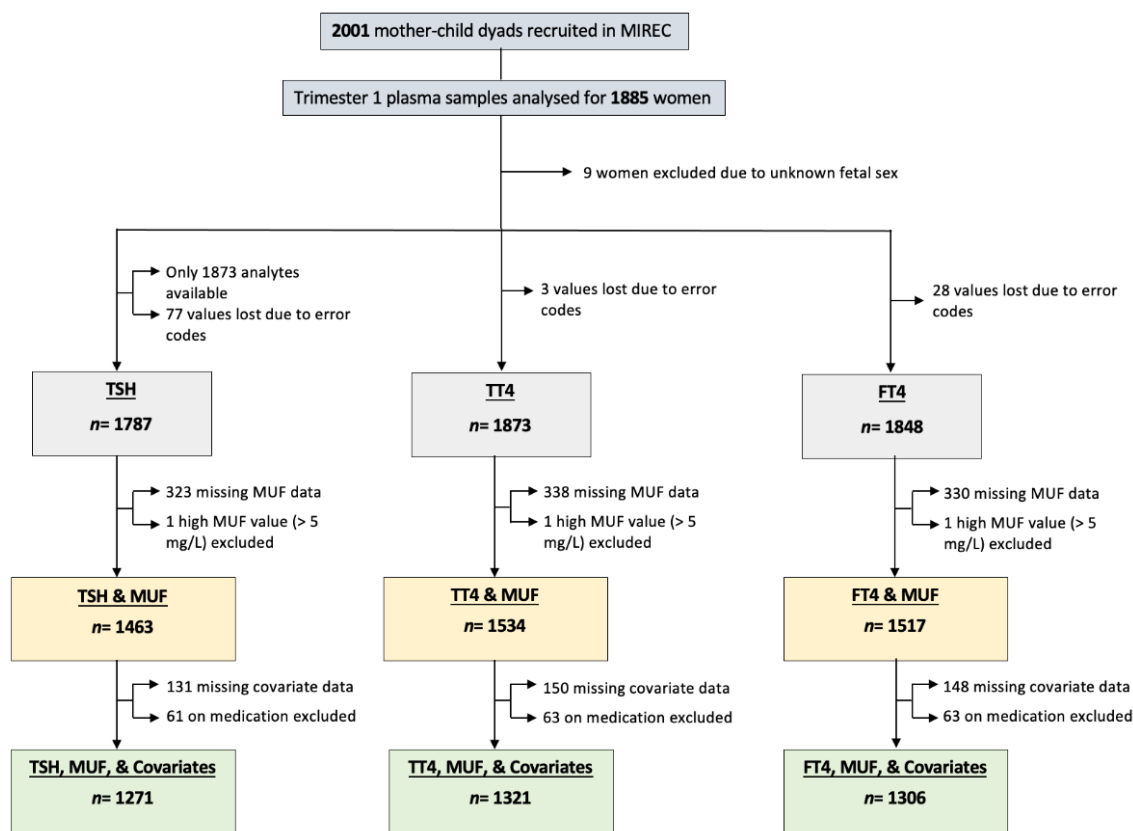 2001 mother-child dyads recruited in MIREC
Trimester 1 plasma samples analysed for 1885 women
9 women excluded due to unknown fetal sex
Only 1873 analytes
available
77 values lost due to error
codes
3 values lost due to error
codes
28 values lost due to error
codes
TSH
n= 1787
TT4
n= 1873
FT4
n= 1848
323 missing MUF data
1 high MUF value (> 5
mg/L) excluded
338 missing MUF data
1 high MUF value (> 5
mg/L) excluded
330 missing MUF data
1 high MUF value (> 5
mg/L) excluded
TSH & MUF
n= 1463
TT4 & MUF
n= 1534
FT4 & MUF
n= 1517
131 missing covariate data
61 on medication excluded
150 missing covariate data
63 on medication excluded
148 missing covariate data
63 on medication excluded
TSH, MUF, & Covariates
n= 1271
TT4, MUF, & Covariates
n= 1321
FT4, MUF, & Covariates
n= 1306